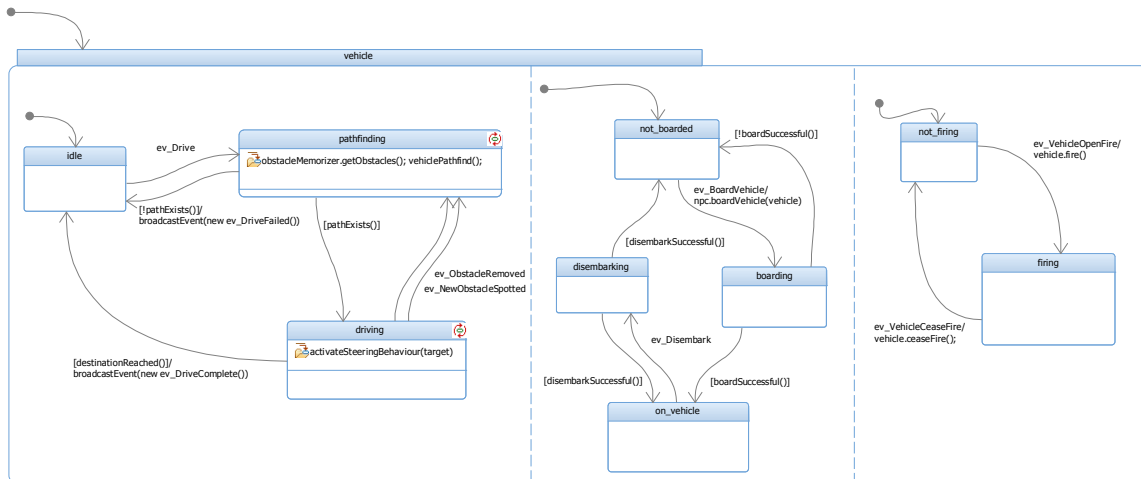 vehicle
idle
ev_Drive
pathfinding
obstacleMemorizer.getObstacles(); vehiclePathfind();
[!pathExists()]/
broadcastEvent(new ev_DriveFailed())
[pathExists()]
ev_ObstacleRemoved
ev_NewObstacleSpotted
driving
activateSteeringBehaviour(target)
[destinationReached()]/
broadcastEvent(new ev_DriveComplete())
not_boarded
[!boardSuccessful()]
ev_BoardVehicle/
npc.boardVehicle(vehicle)
[disembarkSuccessful()]
disembarking
boarding
ev_Disembark
[disembarkSuccessful()]
[boardSuccessful()]
on_vehicle
not_firing
ev_VehicleOpenFire/
vehicle.fire()
firing
ev_VehicleCeaseFire/
vehicle.ceaseFire();